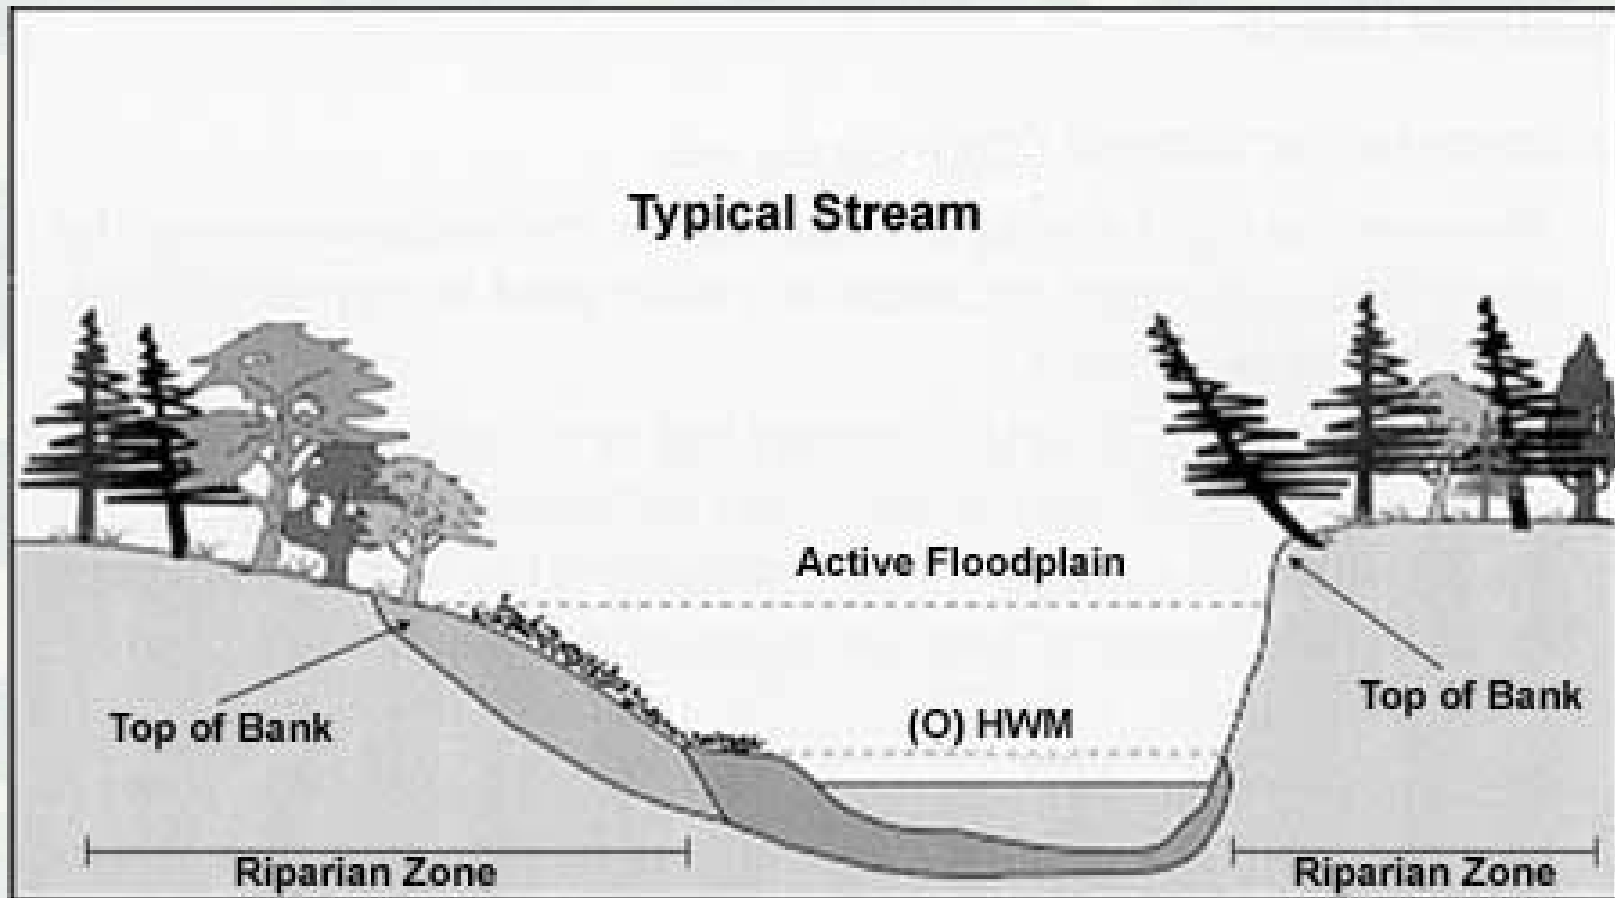 Typical Stream
Active Floodplain
Top of Bank
(O) HWM
Top of Bank
Riparian Zone
Riparian Zone